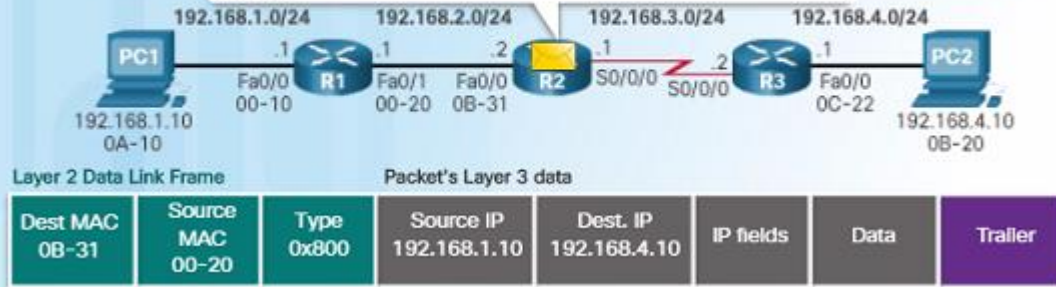 192.168.1.0/24 192.168.2.0/24 192.168.3.0/24 192.168.4.0/24
PC1 .1 R1 .1 .2 R2 .1 .2 R3 .1 PC2
Fa0/0 Fa0/1 Fa0/0 S0/0/0 S0/0/0 Fa0/0
00-10 00-20 0B-31 0C-22
192.168.1.10 192.168.4.10
0A-10 0B-20
Layer 2 Data Link Frame Packet's Layer 3 data
Dest MAC Source Type Source IP Dest. IP IP fields Data Trailer
0B-31 MAC 0x800 192.168.1.10 192.168.4.10
00-20